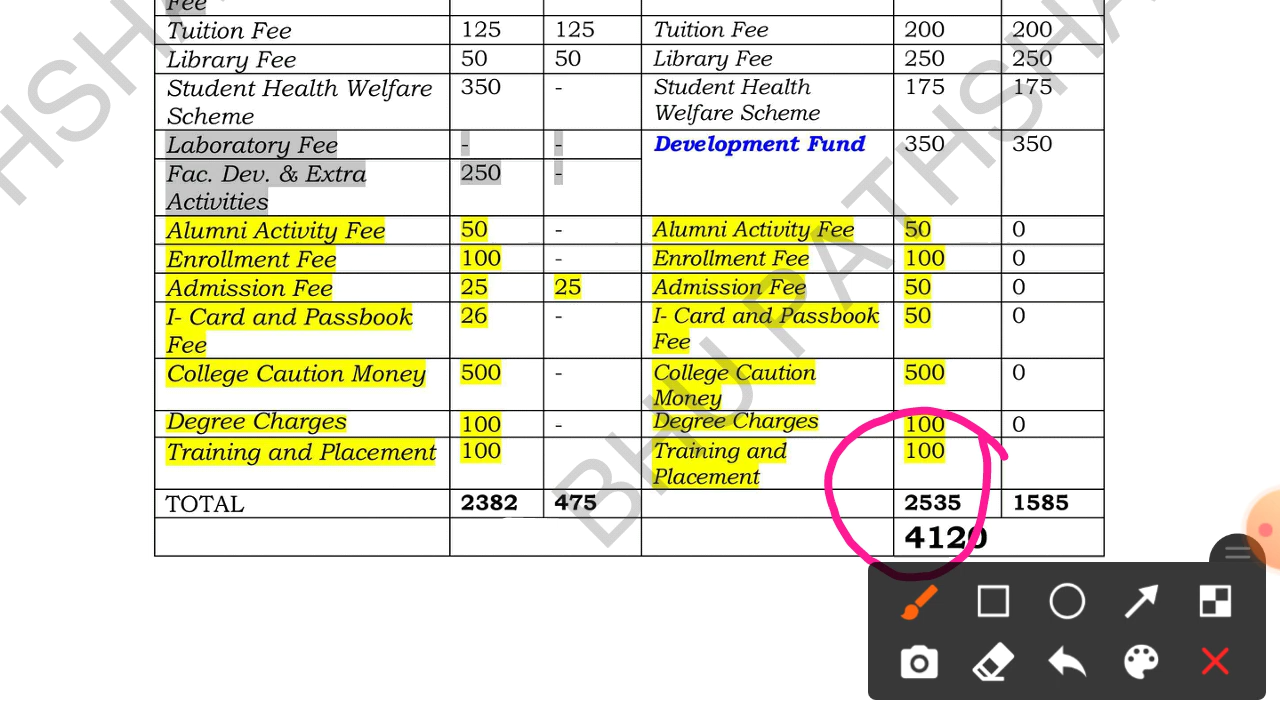 Fee
Tuition Fee 125 125 Tuition Fee 200 200
Library Fee 50 50 Library Fee 250 250
Student Health Welfare Scheme 350 - Student Health Welfare Scheme 175 175
Laboratory Fee - - Development Fund 350 350
Fac. Dev. & Extra Activities 250 -
Alumni Activity Fee 50 - Alumni Activity Fee 50 0
Enrollment Fee 100 - Enrollment Fee 100 0
Admission Fee 25 25 Admission Fee 50 0
I- Card and Passbook Fee 26 - I- Card and Passbook Fee 50 0
College Caution Money 500 - College Caution Money 500 0
Degree Charges 100 - Degree Charges 100 0
Training and Placement 100 Training and Placement 100
TOTAL 2382 475 2535 1585
4120
BHU PATHSHA
HSHA